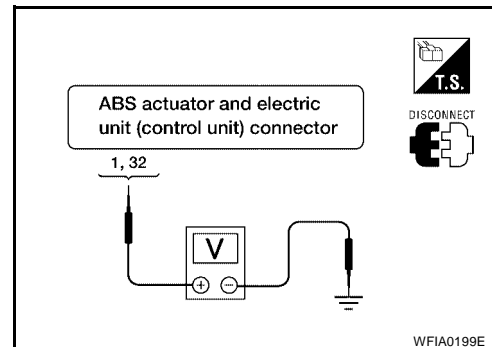 T.S.
DISCONNECT
ABS actuator and electric
unit (control unit) connector
1, 32
V
+ −
WFIA0199E